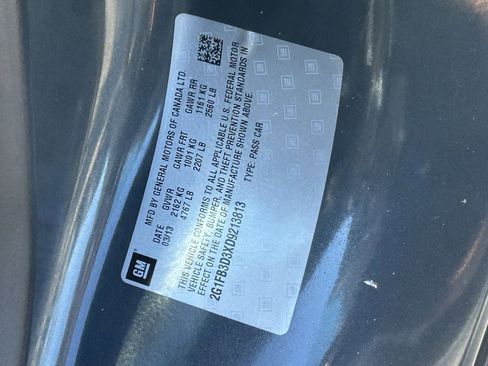 GM
MFD BY GENERAL MOTORS OF CANADA LTD.
DATE GVWR GAWR FRT GAWR RR
03/13 2162 KG 1001 KG 1161 KG
4767 LB 2207 LB 2560 LB
THIS VEHICLE CONFORMS TO ALL APPLICABLE U.S. FEDERAL MOTOR
VEHICLE SAFETY, BUMPER, AND THEFT PREVENTION STANDARDS IN
EFFECT ON THE DATE OF MANUFACTURE SHOWN ABOVE.
2G1FB3D3XD9213813 TYPE: PASS CAR